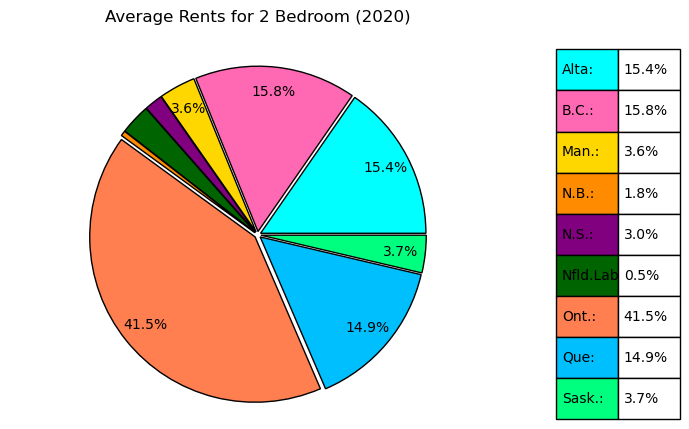 Average Rents for 2 Bedroom (2020)
15.8%
3.6%
15.4%
3.7%
41.5%
14.9%
Alta: 15.4%
B.C.: 15.8%
Man.: 3.6%
N.B.: 1.8%
N.S.: 3.0%
Nfld.Lab 0.5%
Ont.: 41.5%
Que: 14.9%
Sask.: 3.7%